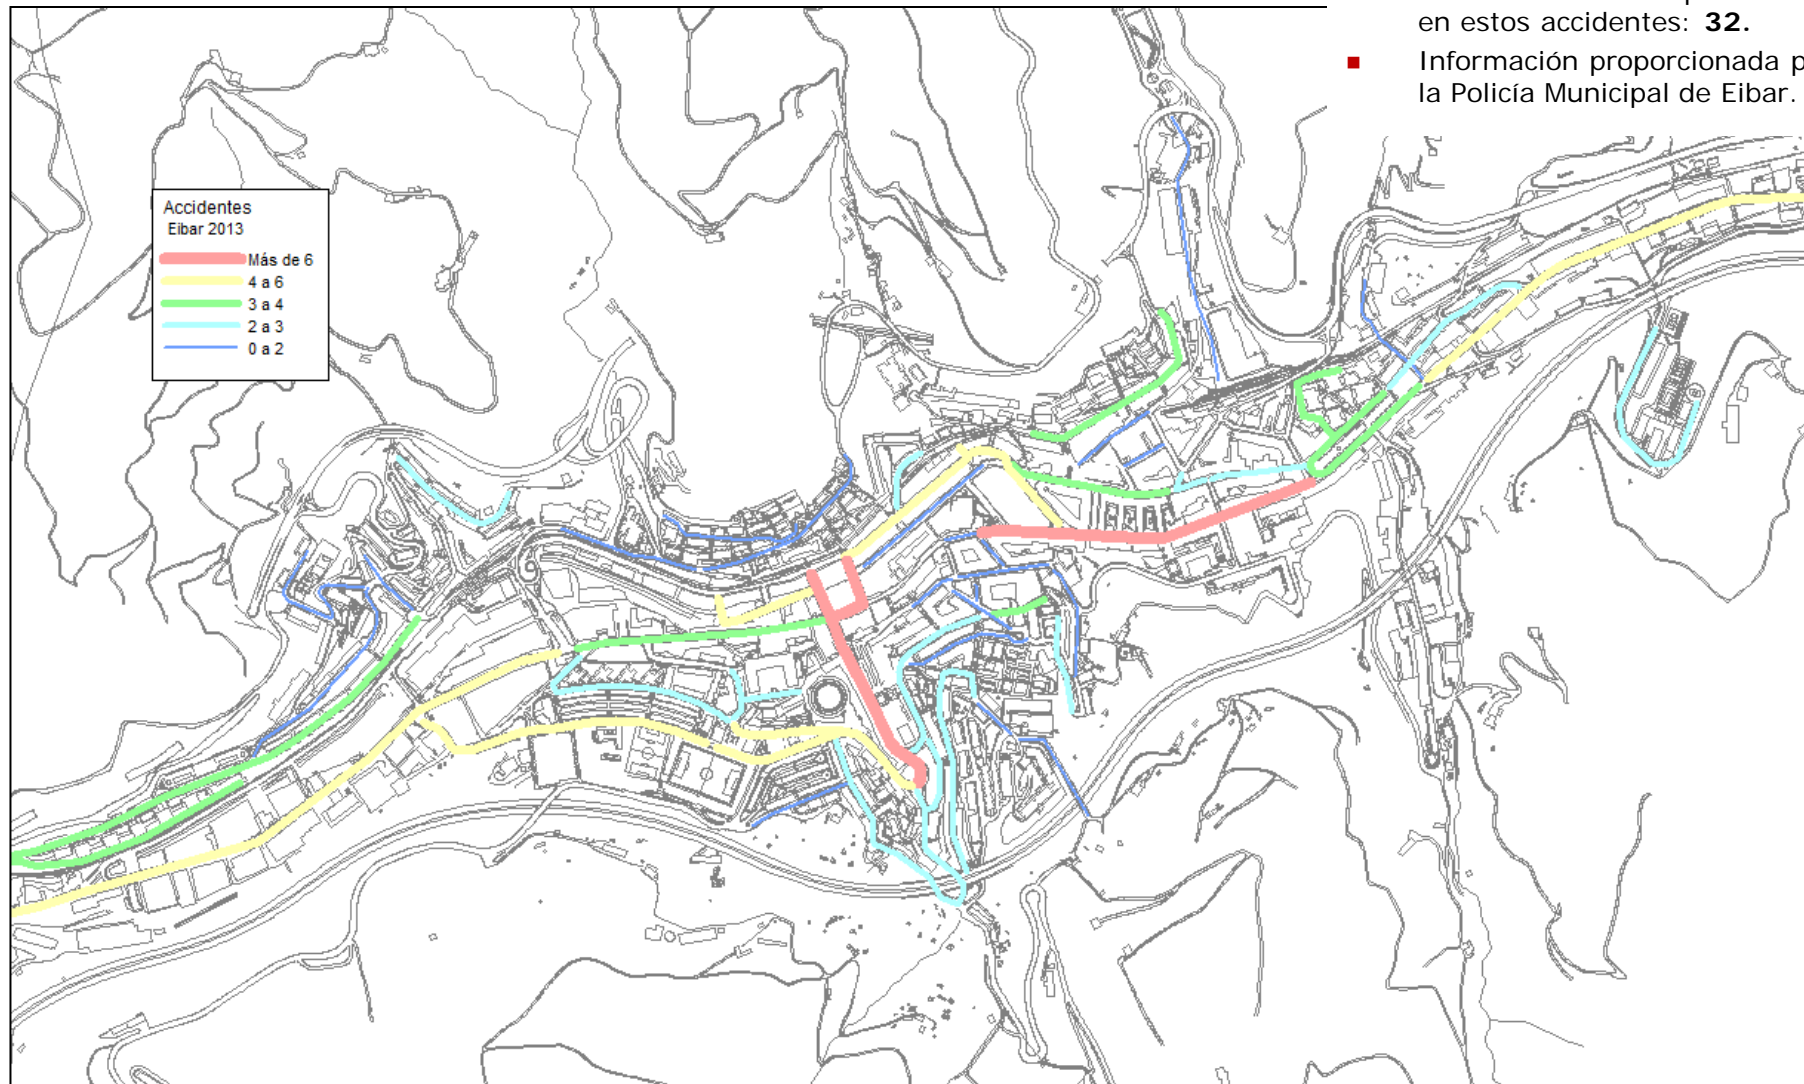 en estos accidentes: 32.
Información proporcionada p
la Policía Municipal de Eibar.
Accidentes
Eibar 2013
Más de 6
4 a 6
3 a 4
2 a 3
0 a 2